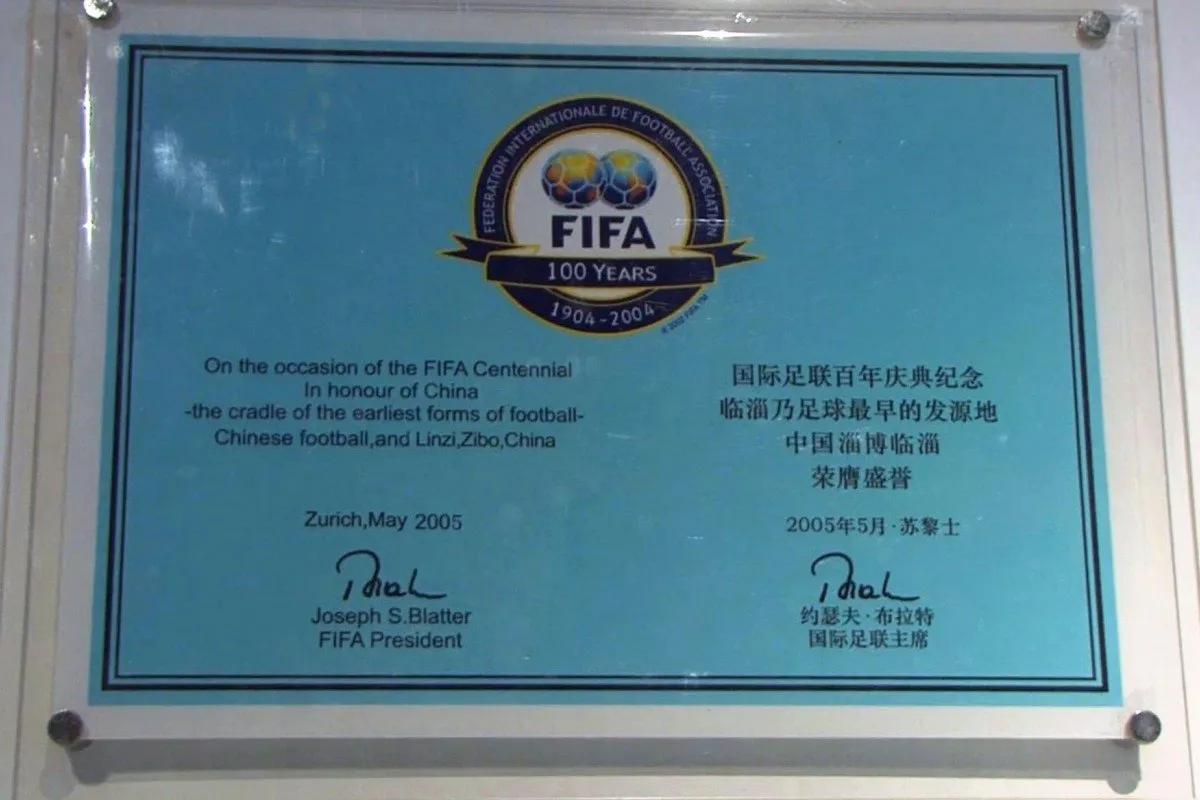 FEDERATION INTERNATIONALE DE FOOTBALL ASSOCIATION
FIFA
100 YEARS
1904-2004
© 2002 FIFA TM
On the occasion of the FIFA Centennial
In honour of China
-the cradle of the earliest forms of football-
Chinese football,and Linzi,Zibo,China
Zurich,May 2005
Joseph S.Blatter
FIFA President
国际足联百年庆典纪念
临淄乃足球最早的发源地
中国淄博临淄
荣膺盛誉
2005年5月·苏黎士
约瑟夫·布拉特
国际足联主席